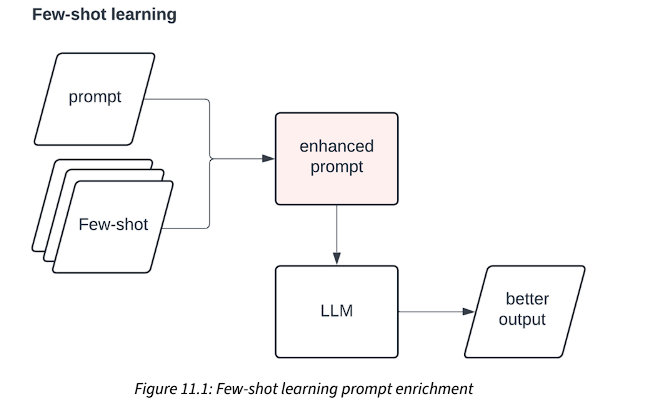 Few-shot learning
prompt
Few-shot
enhanced
prompt
LLM
better
output
Figure 11.1: Few-shot learning prompt enrichment